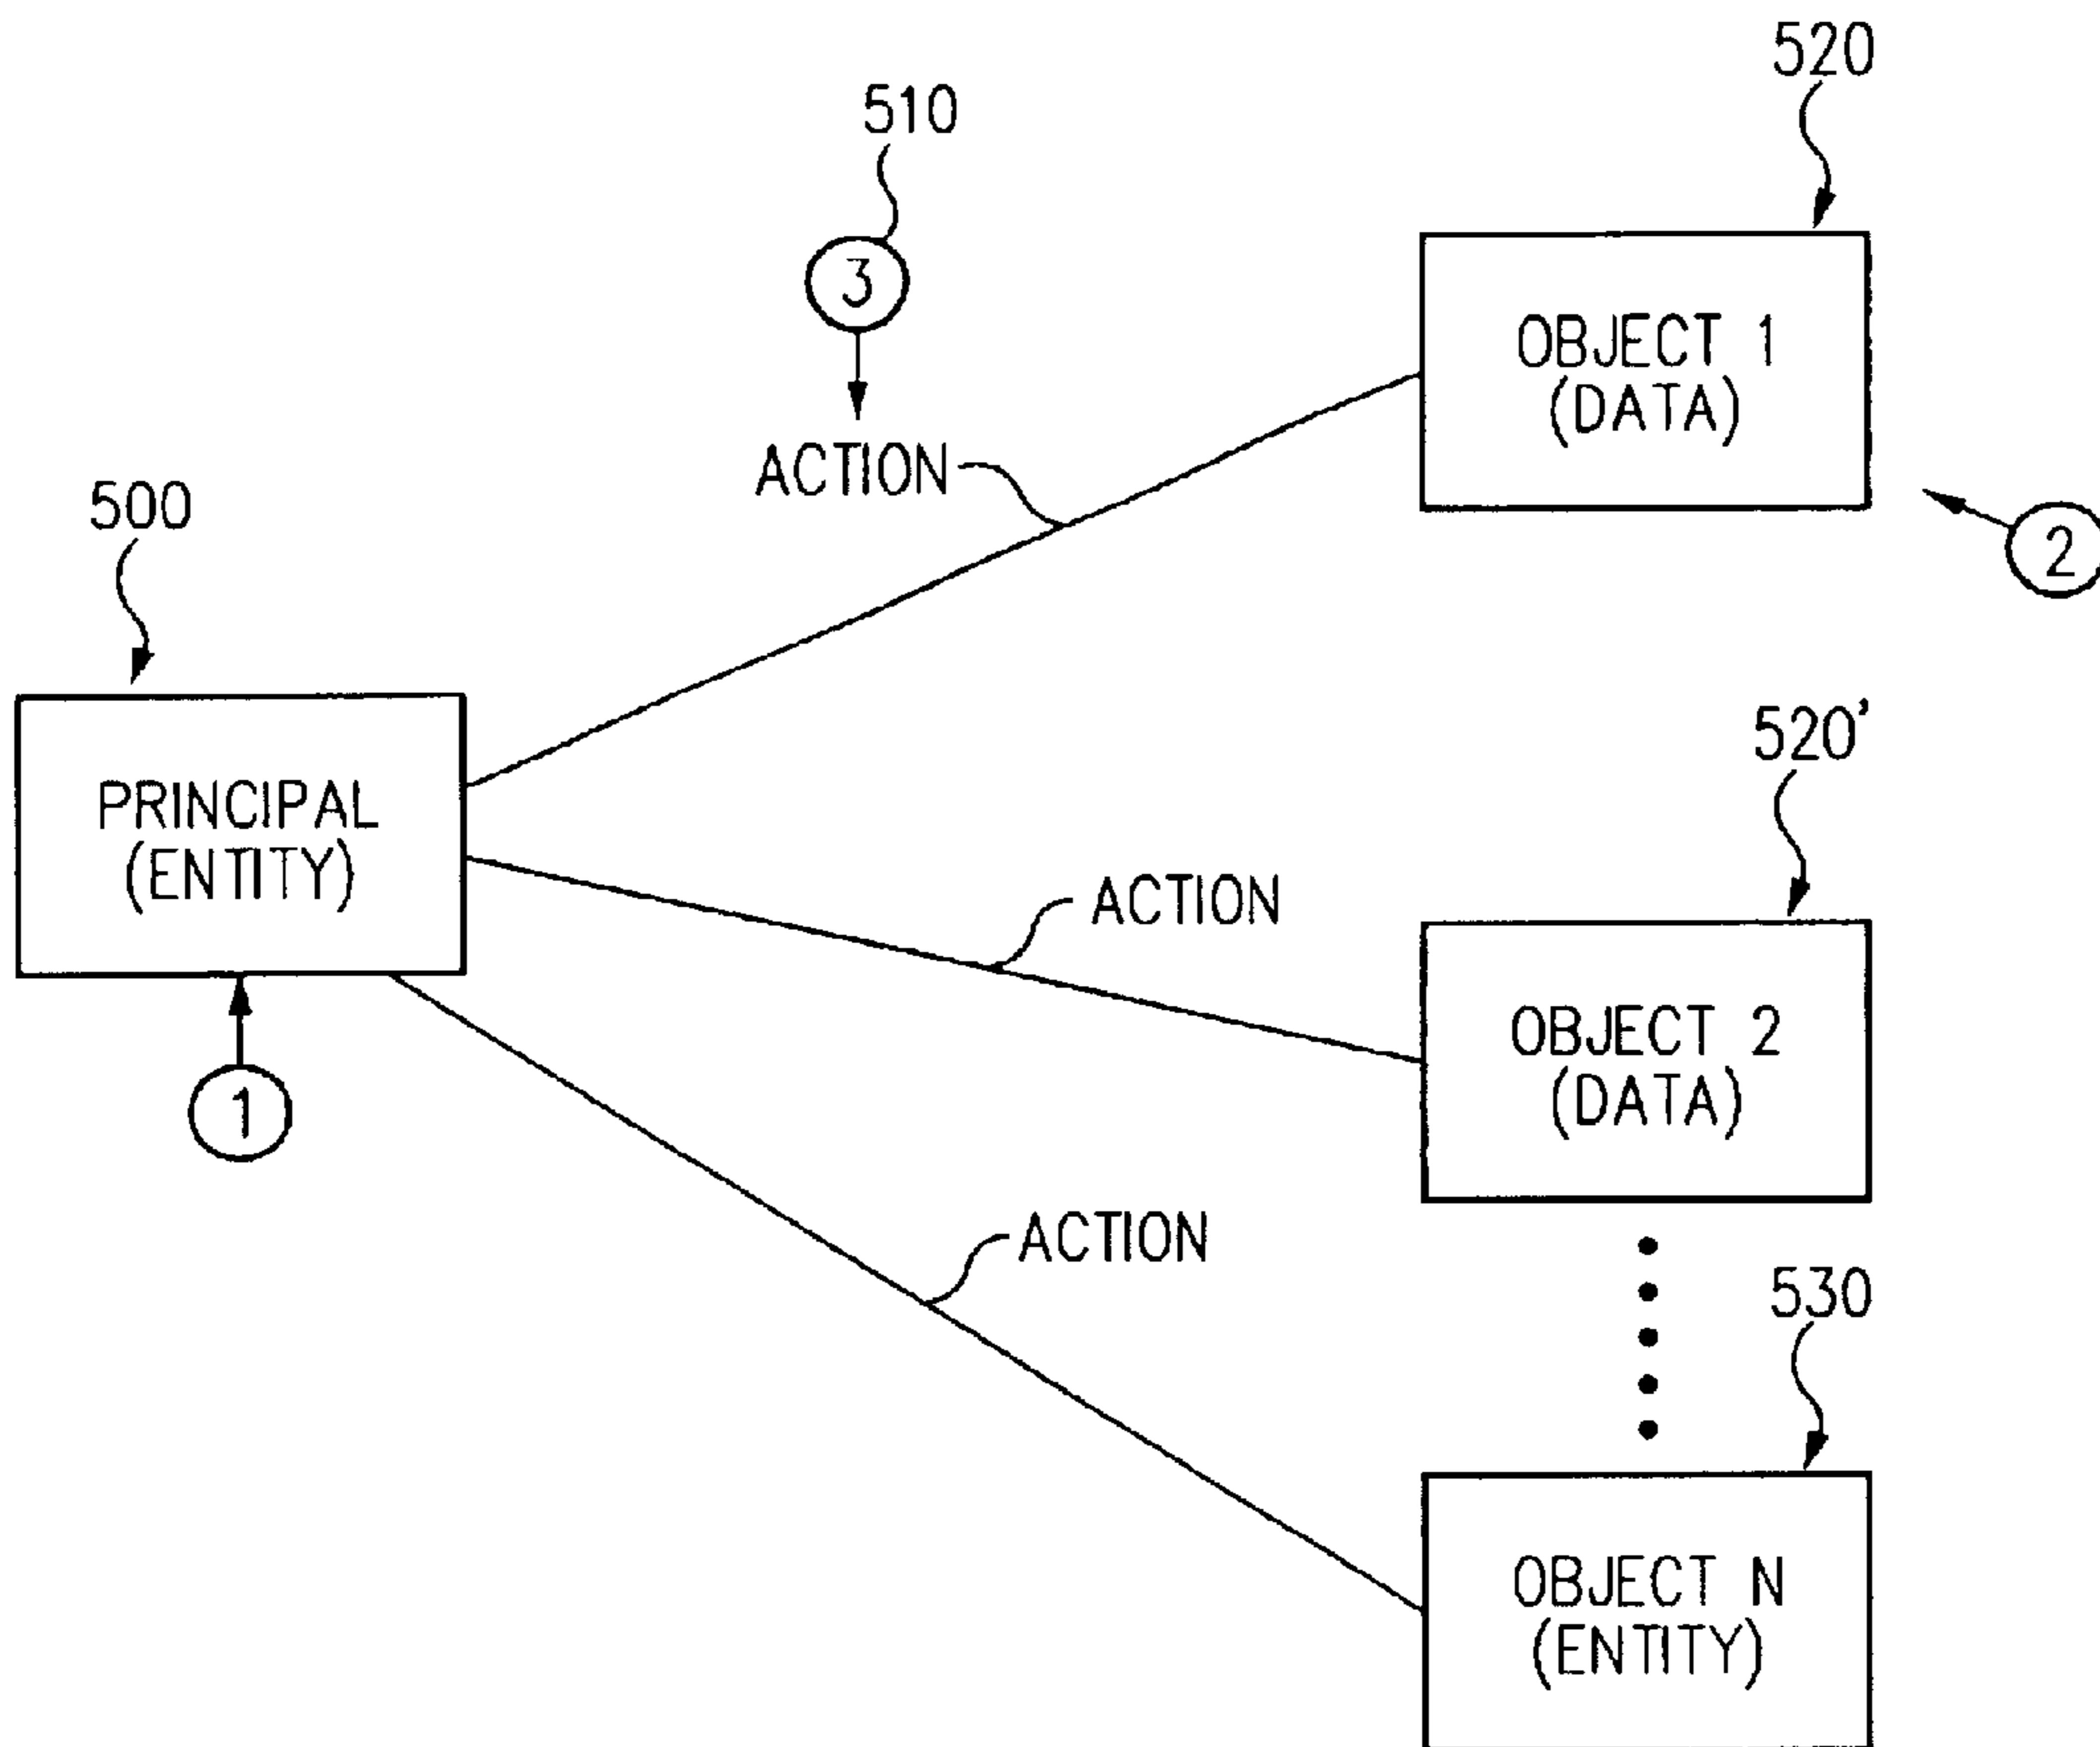 520
510
3
OBJECT 1
(DATA)
ACTION
500
2
520'
PRINCIPAL
(ENTITY)
ACTION
OBJECT 2
(DATA)
1
ACTION
530
OBJECT N
(ENTITY)